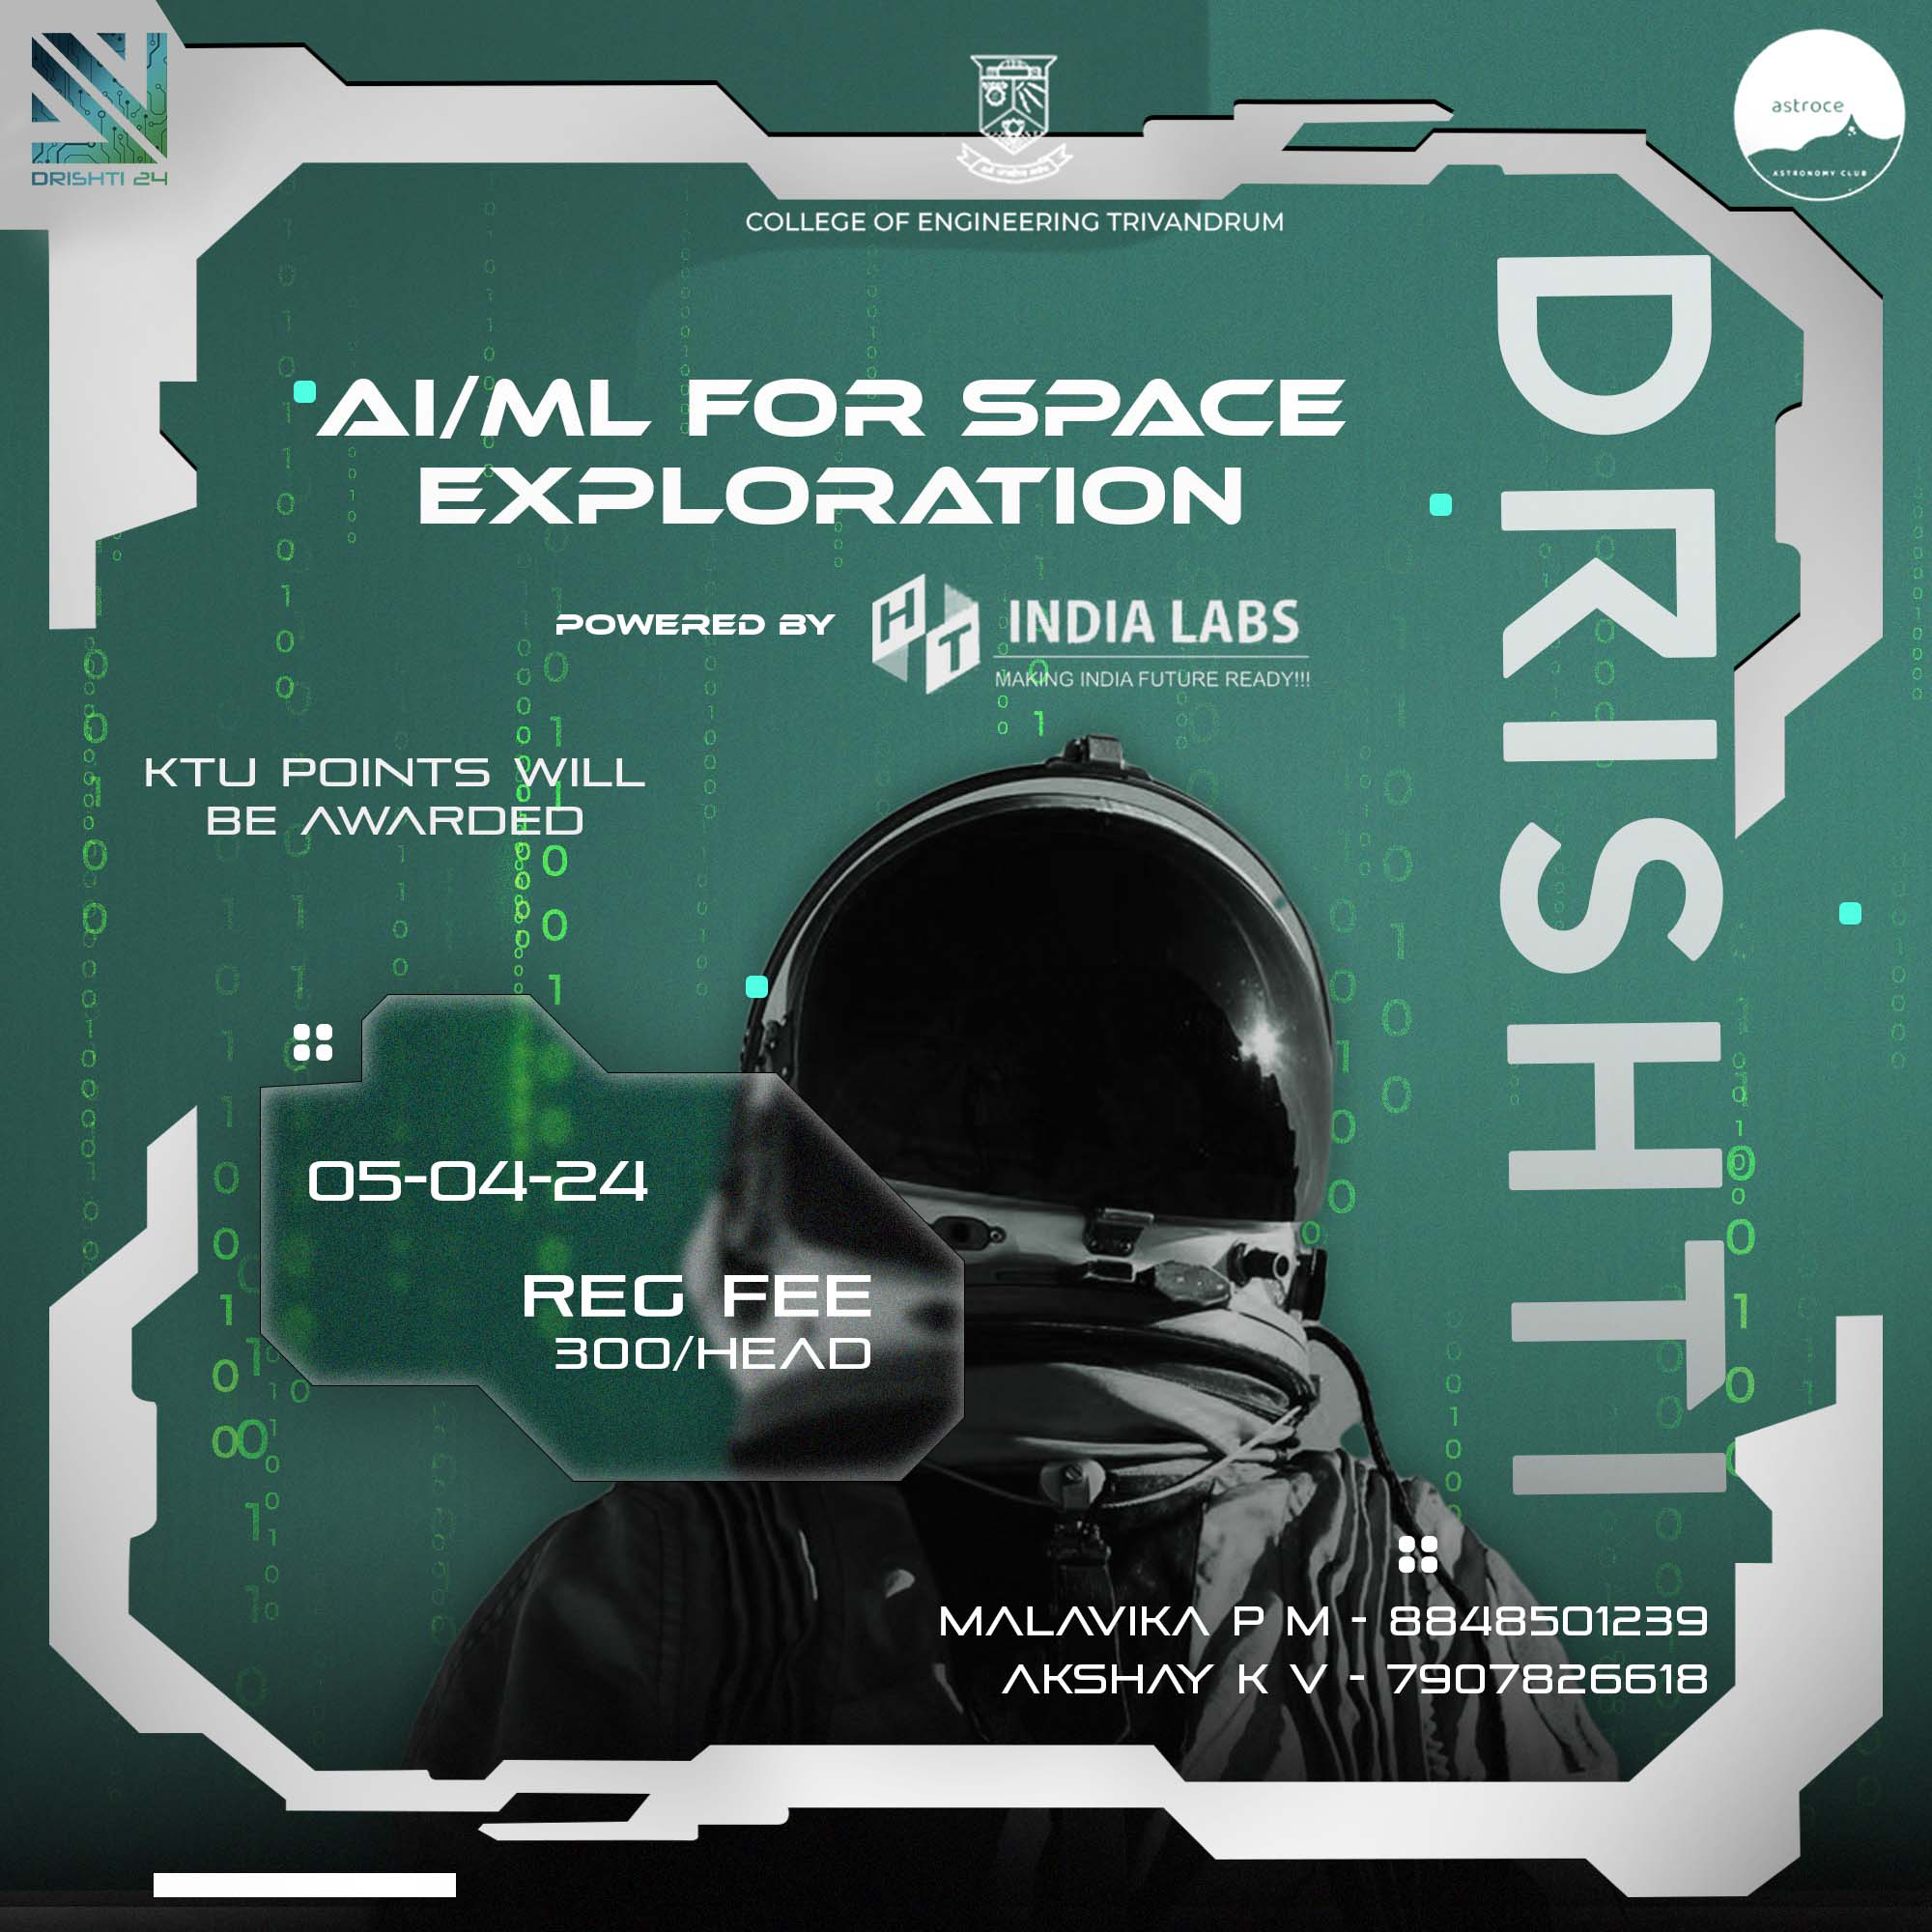 DRISHTI 24
astroce
ASTRONOMY CLUB
COLLEGE OF ENGINEERING TRIVANDRUM
AI/ML FOR SPACE
EXPLORATION
POWERED BY
HT
INDIA LABS
MAKING INDIA FUTURE READY!!!
DRISHTI
KTU POINTS WILL
BE AWARDED
05-04-24
REG FEE
300/HEAD
MALAVIKA P M - 8848501239
AKSHAY K V - 7907826618